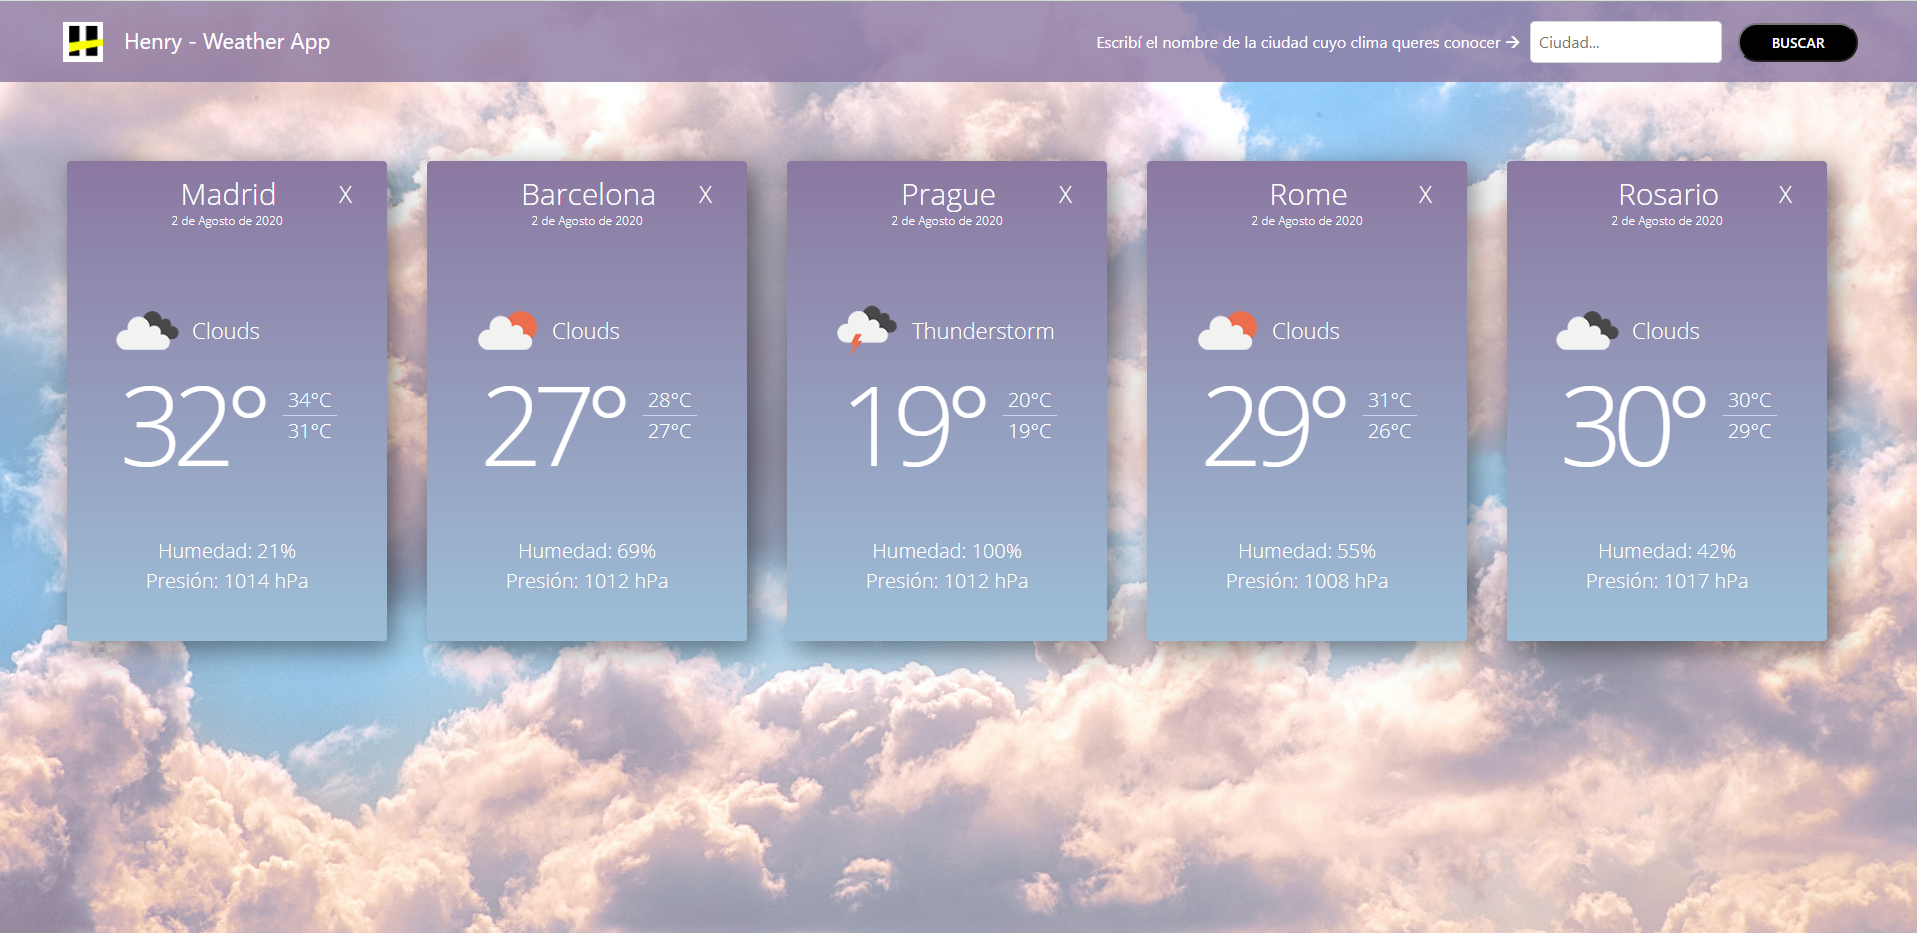 Henry - Weather App
Escribí el nombre de la ciudad cuyo clima queres conocer →
Ciudad...
BUSCAR
Madrid
X
2 de Agosto de 2020
Clouds
32°
34°C
31°C
Humedad: 21%
Presión: 1014 hPa
Barcelona
X
2 de Agosto de 2020
Clouds
27°
28°C
27°C
Humedad: 69%
Presión: 1012 hPa
Prague
X
2 de Agosto de 2020
Thunderstorm
19°
20°C
19°C
Humedad: 100%
Presión: 1012 hPa
Rome
X
2 de Agosto de 2020
Clouds
29°
31°C
26°C
Humedad: 55%
Presión: 1008 hPa
Rosario
X
2 de Agosto de 2020
Clouds
30°
30°C
29°C
Humedad: 42%
Presión: 1017 hPa